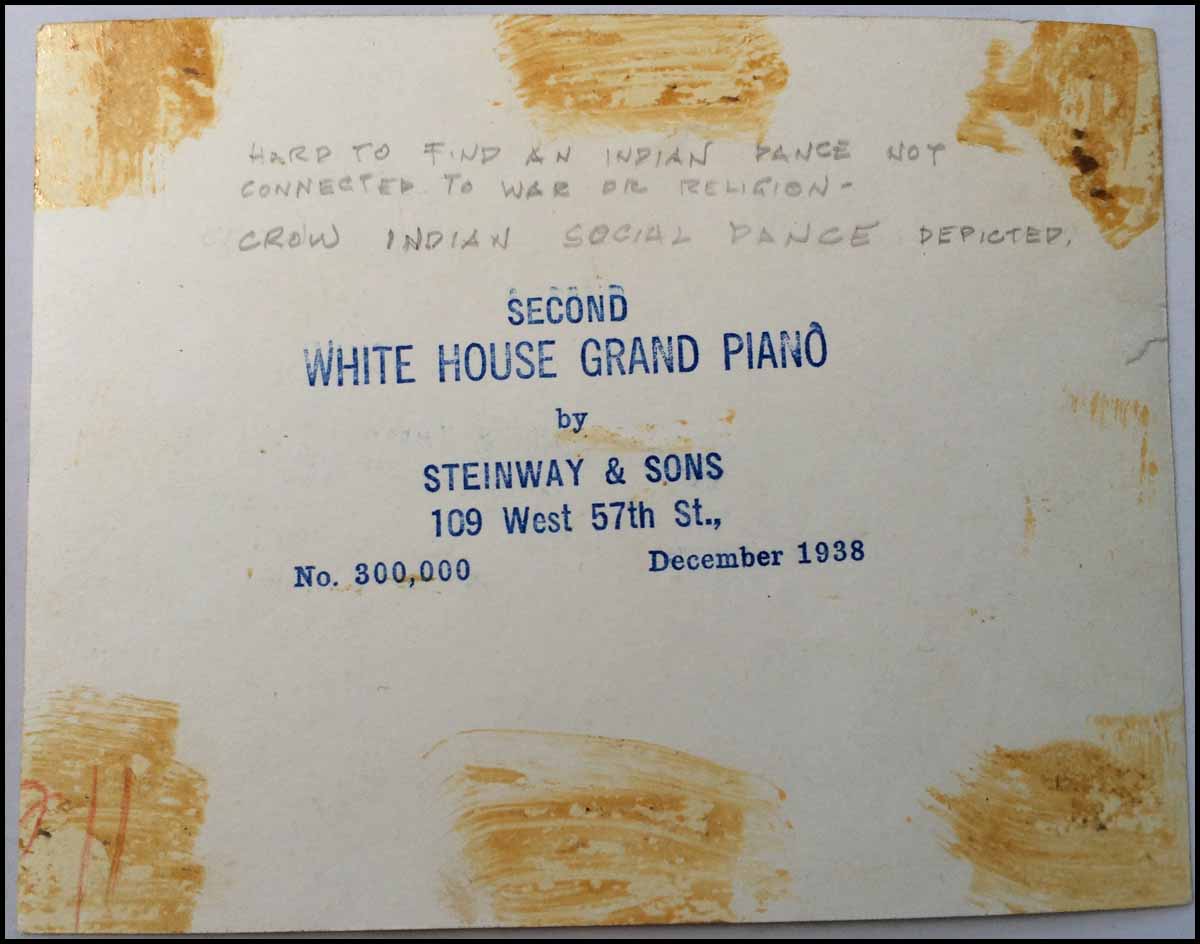 HARD TO FIND AN INDIAN DANCE NOT
CONNECTED TO WAR OR RELIGION -
CROW INDIAN SOCIAL DANCE DEPICTED.
SECOND
WHITE HOUSE GRAND PIANO
by
STEINWAY & SONS
109 West 57th St.,
No. 300,000 December 1938